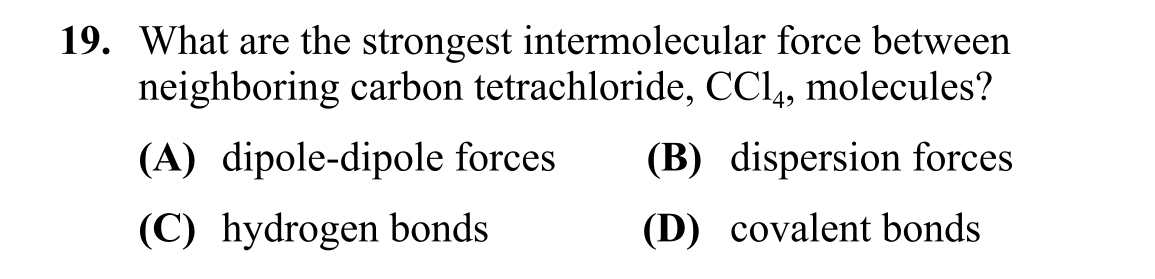 19. What are the strongest intermolecular force between
neighboring carbon tetrachloride, CCl₄, molecules?
(A) dipole-dipole forces (B) dispersion forces
(C) hydrogen bonds (D) covalent bonds